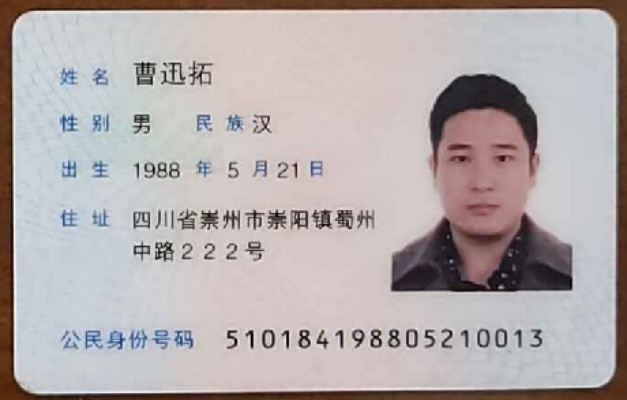 姓名 曹迅拓
性别 男 民族 汉
出生 1988 年 5 月 21 日
住址 四川省崇州市崇阳镇蜀州
中路２２２号
公民身份号码 510184198805210013